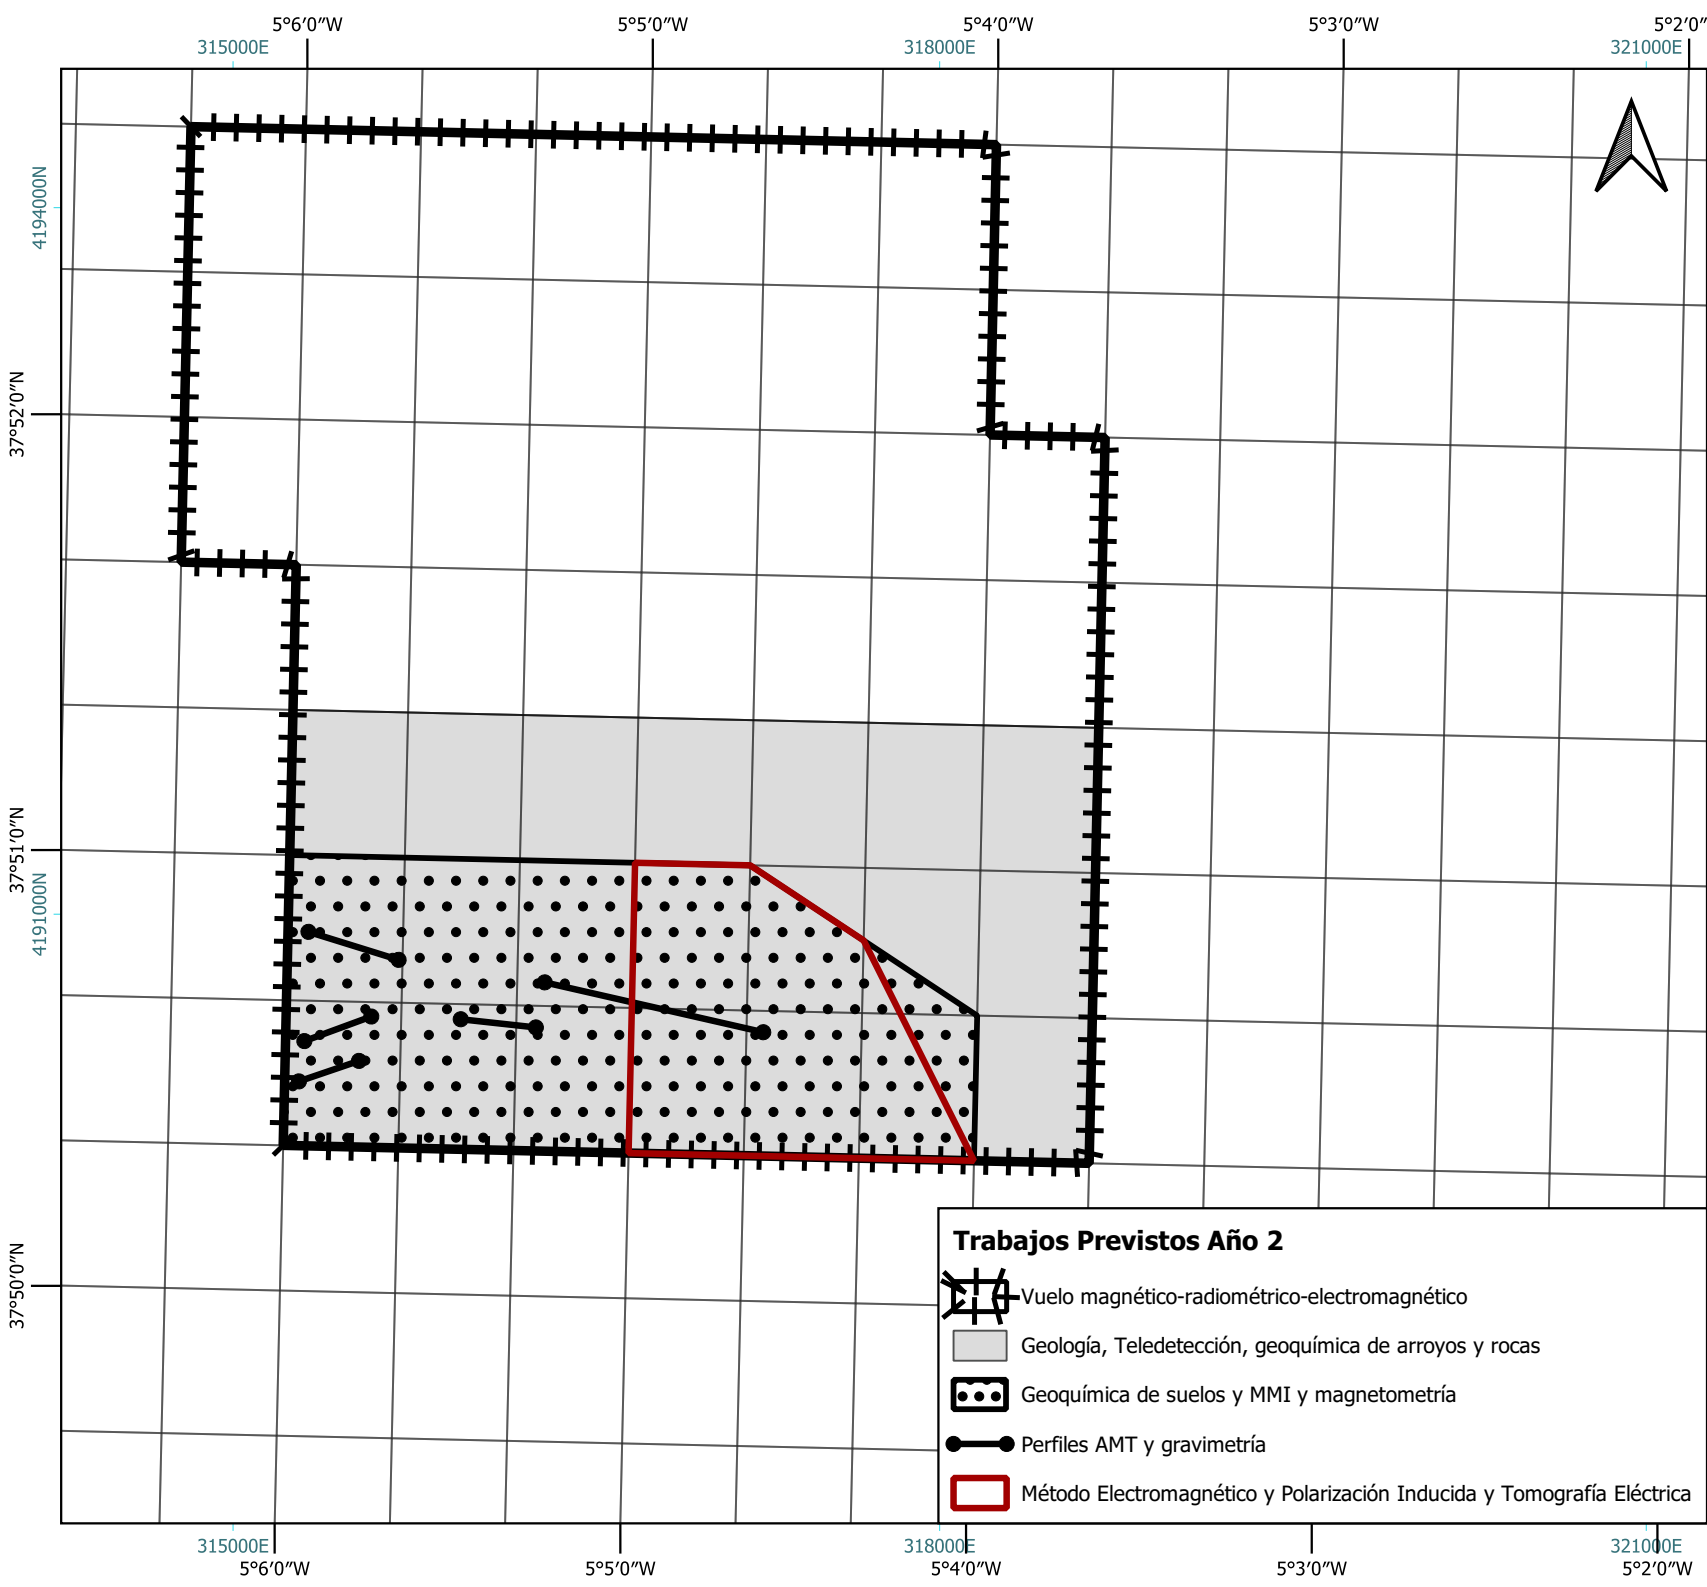 5°6′0″W 5°5′0″W 5°4′0″W 5°3′0″W 5°2′0″W
315000E 318000E 321000E
4194000N
37°52′0″N
37°51′0″N
4191000N
37°50′0″N
Trabajos Previstos Año 2
Vuelo magnético-radiométrico-electromagnético
Geología, Teledetección, geoquímica de arroyos y rocas
Geoquímica de suelos y MMI y magnetometría
Perfiles AMT y gravimetría
Método Electromagnético y Polarización Inducida y Tomografía Eléctrica
315000E 318000E 321000E
5°6′0″W 5°5′0″W 5°4′0″W 5°3′0″W 5°2′0″W